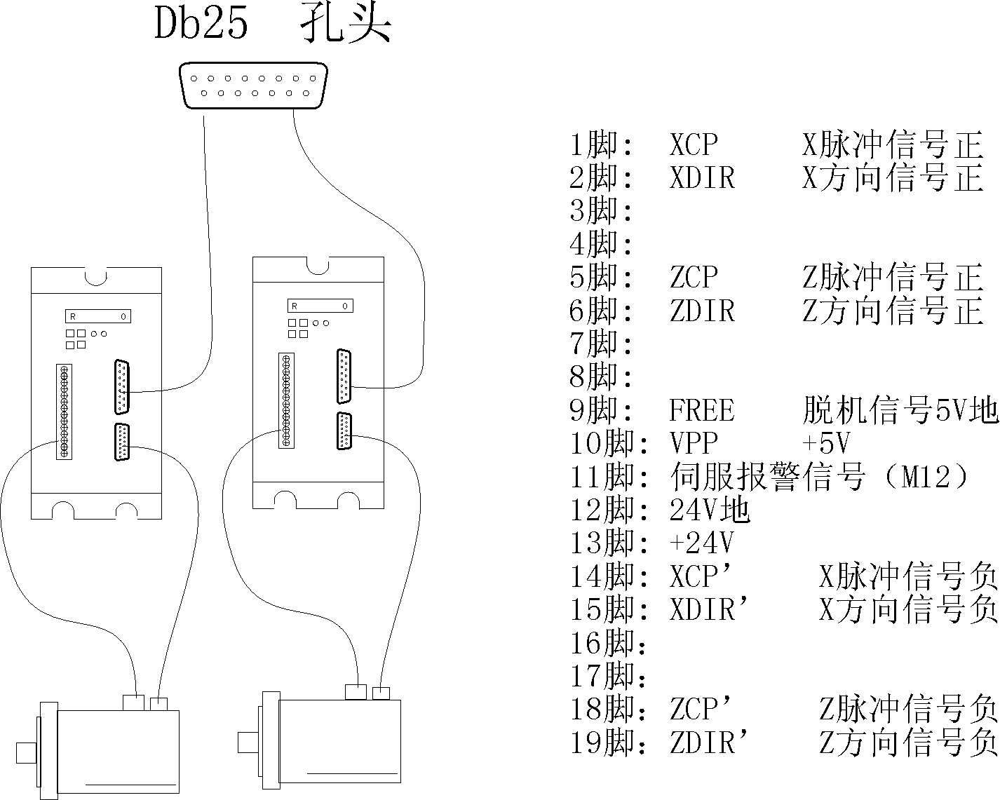 Db25 孔头
1脚: XCP X脉冲信号正
2脚: XDIR X方向信号正
3脚:
4脚:
5脚: ZCP Z脉冲信号正
6脚: ZDIR Z方向信号正
7脚:
8脚:
9脚: FREE 脱机信号5V地
10脚: VPP +5V
11脚: 伺服报警信号（M12）
12脚: 24V地
13脚: +24V
14脚: XCP’ X脉冲信号负
15脚: XDIR’ X方向信号负
16脚：
17脚：
18脚：ZCP’ Z脉冲信号负
19脚：ZDIR’ Z方向信号负
R 0
R 0